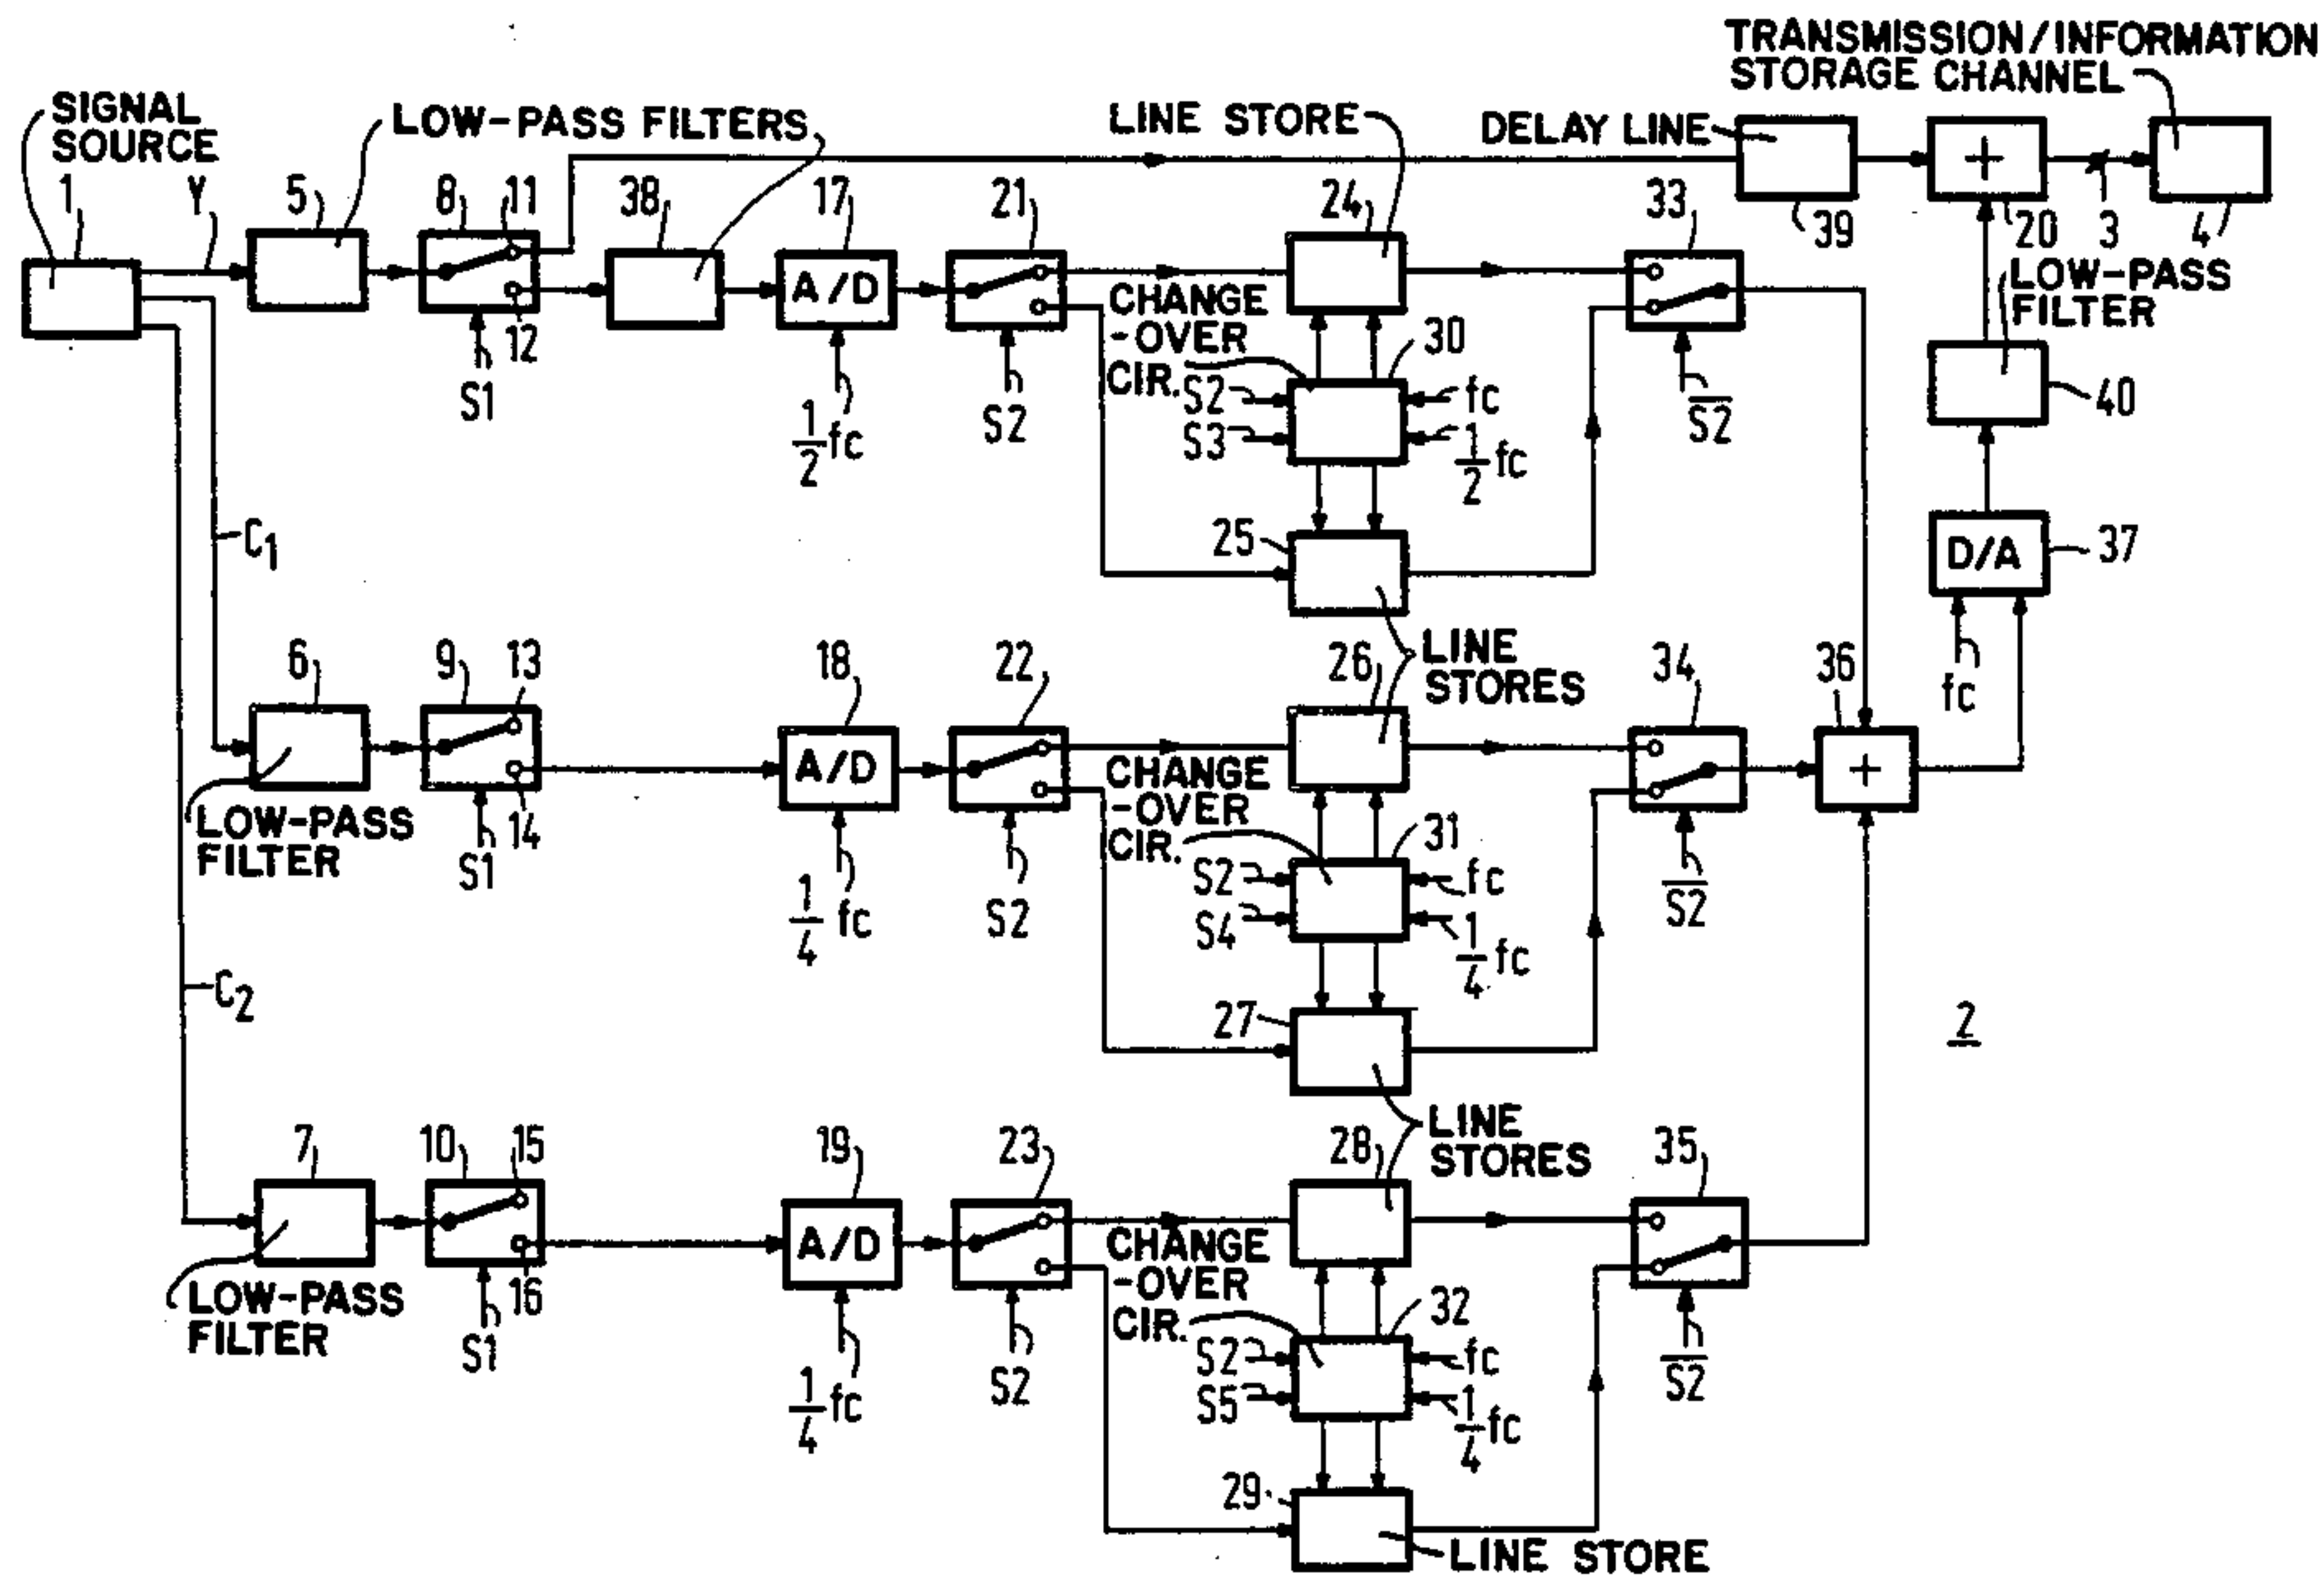 TRANSMISSION/INFORMATION
STORAGE CHANNEL
SIGNAL
SOURCE
LOW-PASS FILTERS
LINE STORE
DELAY LINE
1
Y
5
8
11
38
17
21
24
33
39
20
3
4
A/D
+
12
S1
1/2 fc
S2
CHANGE
-OVER
CIR.
30
S2
S3
fc
1/2 fc
S2
LOW-PASS
FILTER
40
C1
25
D/A
37
fc
LINE
STORES
6
9
13
18
22
26
34
36
A/D
+
LOW-PASS
FILTER
14
S1
1/4 fc
S2
CHANGE
-OVER
CIR.
31
S2
S4
fc
1/4 fc
S2
C2
27
2
LINE
STORES
7
10
15
19
23
28
35
A/D
LOW-PASS
FILTER
16
S1
1/4 fc
S2
CHANGE
-OVER
CIR.
32
S2
S5
fc
1/4 fc
S2
29
LINE STORE